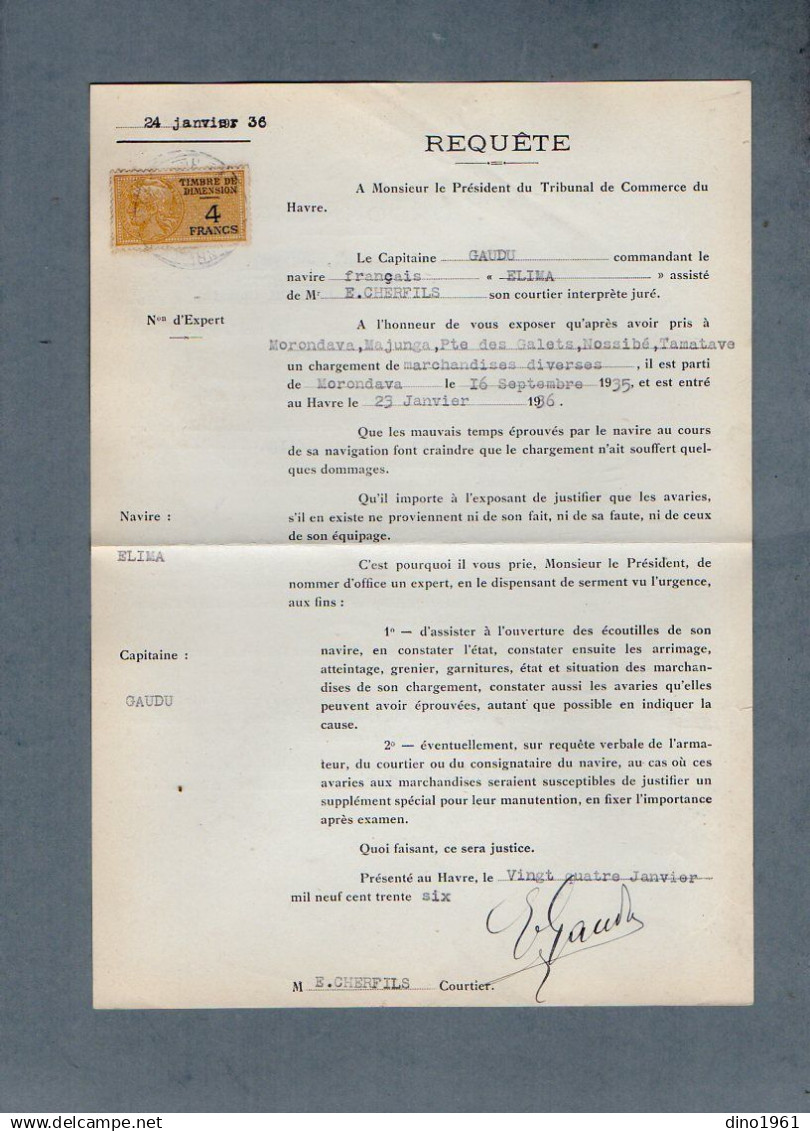 24 janvier 36
REQUÊTE
TIMBRE DE
DIMENSION
4
FRANCS
A Monsieur le Président du Tribunal de Commerce du
Havre.
Le Capitaine GAUDU commandant le
navire français « ELIMA » assisté
de Mr E.CHERFILS son courtier interprète juré.
Non d'Expert
A l'honneur de vous exposer qu'après avoir pris à
Morondava,Majunga,Pte des Galets,Nossibé,Tamatave
un chargement de marchandises diverses , il est parti
de Morondava le 16 Septembre 1935, et est entré
au Havre le 23 Janvier 1936.
Que les mauvais temps éprouvés par le navire au cours
de sa navigation font craindre que le chargement n'ait souffert quel-
ques dommages.
Qu'il importe à l'exposant de justifier que les avaries,
s'il en existe ne proviennent ni de son fait, ni de sa faute, ni de ceux
de son équipage.
Navire :
ELIMA
C'est pourquoi il vous prie, Monsieur le Président, de
nommer d'office un expert, en le dispensant de serment vu l'urgence,
aux fins :
1o — d'assister à l'ouverture des écoutilles de son
navire, en constater l'état, constater ensuite les arrimage,
atteintage, grenier, garnitures, état et situation des marchan-
dises de son chargement, constater aussi les avaries qu'elles
peuvent avoir éprouvées, autant que possible en indiquer la
cause.
Capitaine :
GAUDU
2o — éventuellement, sur requête verbale de l'arma-
teur, du courtier ou du consignataire du navire, au cas où ces
avaries aux marchandises seraient susceptibles de justifier un
supplément spécial pour leur manutention, en fixer l'importance
après examen.
Quoi faisant, ce sera justice.
Présenté au Havre, le Vingt quatre Janvier
mil neuf cent trente six
E Gaudu
M E.CHERFILS Courtier.
dino1961